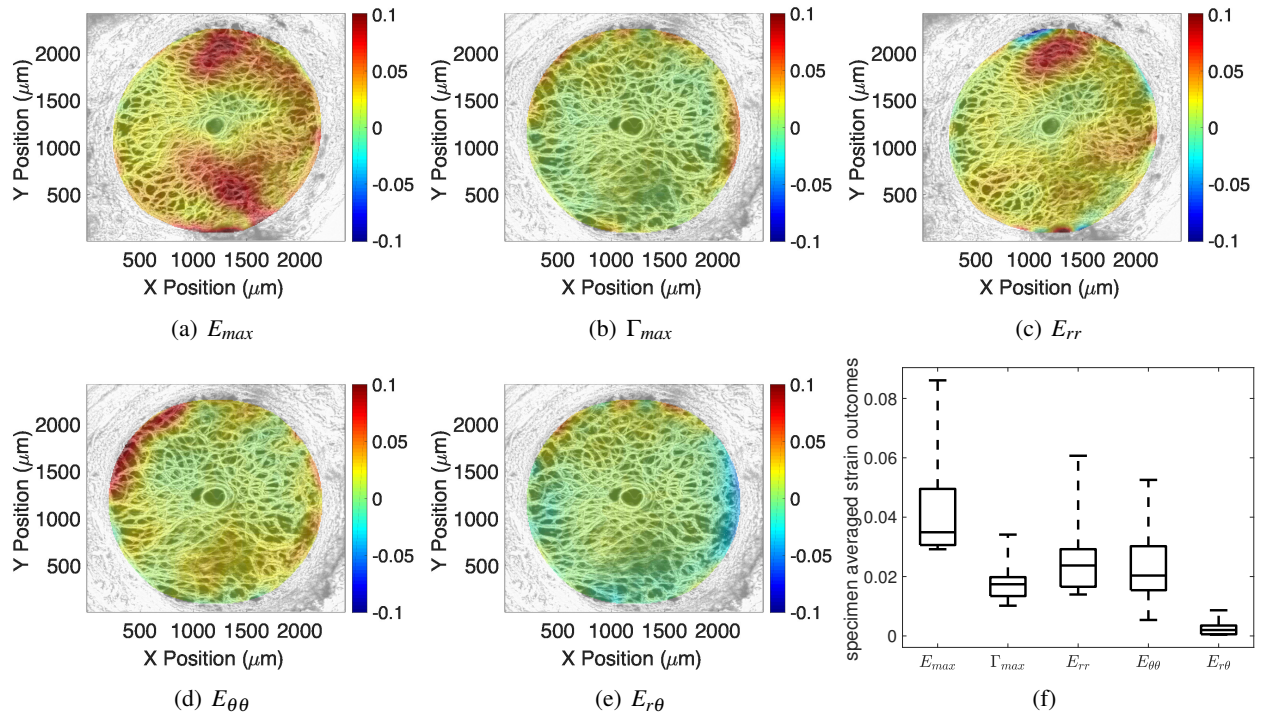 Y Position (μm)
2000
1500
1000
500
500 1000 1500 2000
X Position (μm)
0.1
0.05
0
-0.05
-0.1
(a) Emax
Y Position (μm)
2000
1500
1000
500
500 1000 1500 2000
X Position (μm)
0.1
0.05
0
-0.05
-0.1
(b) Γmax
Y Position (μm)
2000
1500
1000
500
500 1000 1500 2000
X Position (μm)
0.1
0.05
0
-0.05
-0.1
(c) Err
Y Position (μm)
2000
1500
1000
500
500 1000 1500 2000
X Position (μm)
0.1
0.05
0
-0.05
-0.1
(d) Eθθ
Y Position (μm)
2000
1500
1000
500
500 1000 1500 2000
X Position (μm)
0.1
0.05
0
-0.05
-0.1
(e) Erθ
specimen averaged strain outcomes
0.08
0.06
0.04
0.02
0
Emax Γmax Err Eθθ Erθ
(f)